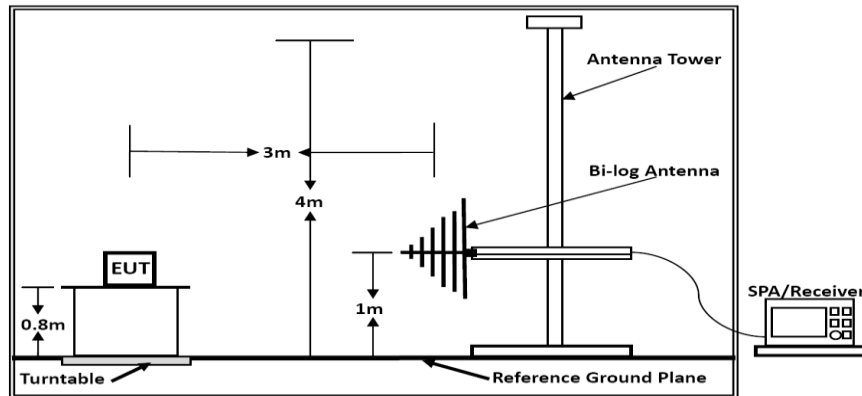 Antenna Tower
3m
Bi-log Antenna
4m
EUT
SPA/Receiver
0.8m
1m
Turntable
Reference Ground Plane